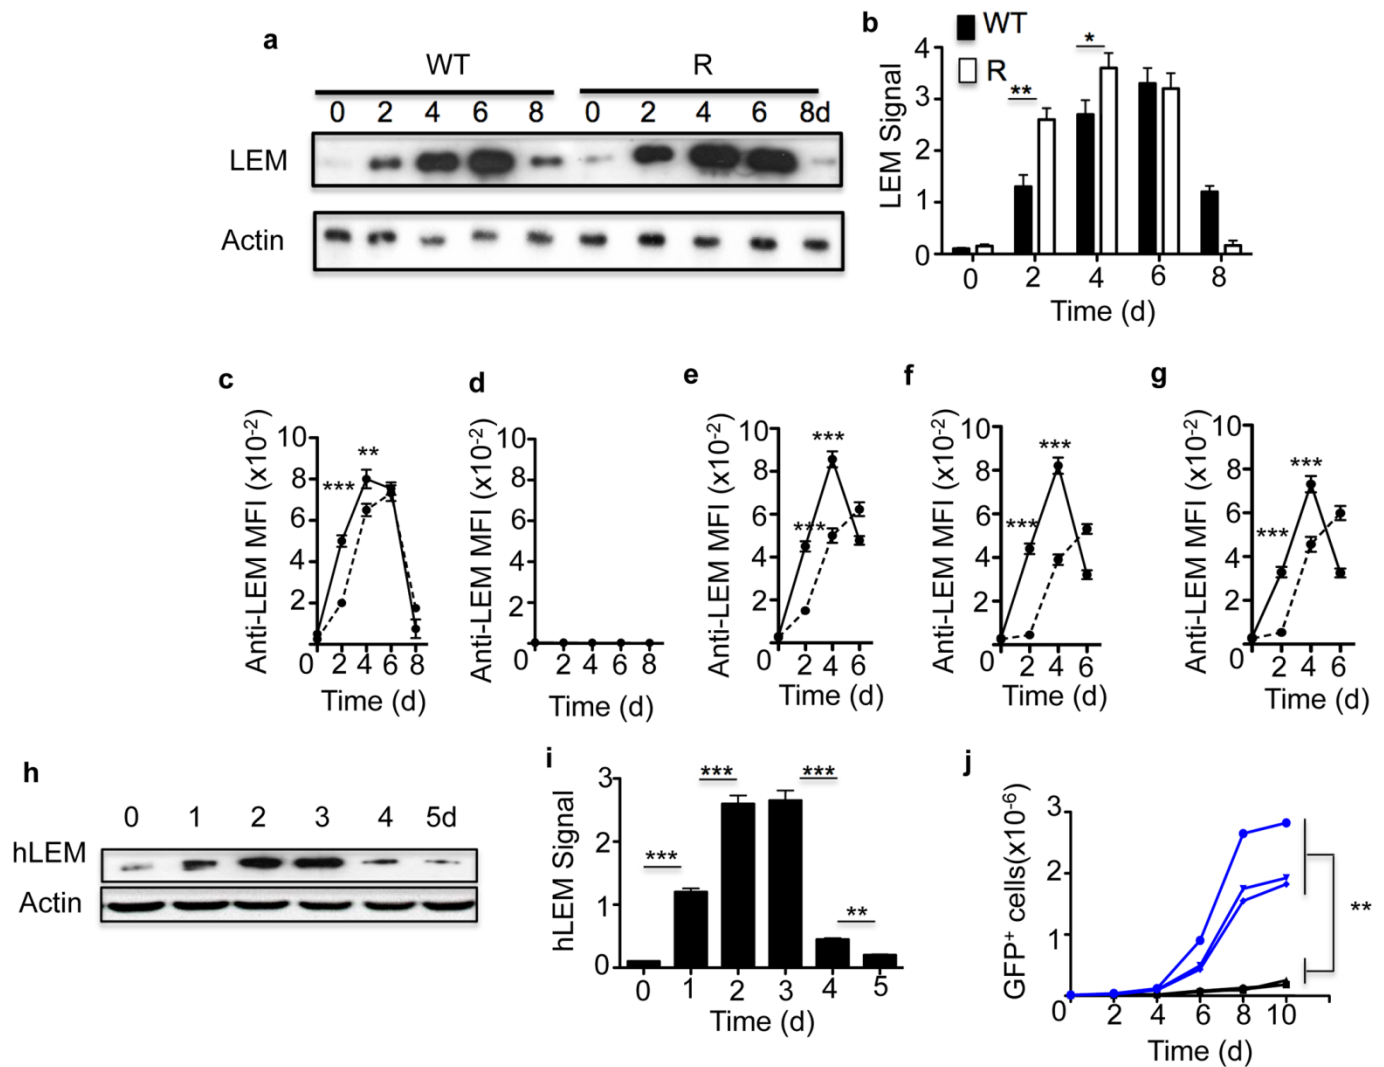 a
WT R
0 2 4 6 8 0 2 4 6 8d
LEM
Actin
b
WT
R
LEM Signal
4
3
2
1
0
** *
0 2 4 6 8
Time (d)
c
Anti-LEM MFI (x10-2)
10
8
6
4
2
*** **
0 2 4 6 8
Time (d)
d
Anti-LEM MFI (x10-2)
10
8
6
4
2
0 2 4 6 8
Time (d)
e
Anti-LEM MFI (x10-2)
10
8
6
4
2
***
***
0 2 4 6
Time (d)
f
Anti-LEM MFI (x10-2)
10
8
6
4
2
***
***
0 2 4 6
Time (d)
g
Anti-LEM MFI (x10-2)
10
8
6
4
2
***
***
0 2 4 6
Time (d)
h
0 1 2 3 4 5d
hLEM
Actin
i
hLEM Signal
3
2
1
0
*** *** *** **
0 1 2 3 4 5
Time (d)
j
GFP+ cells(x10-6)
3
2
1
**
0 2 4 6 8 10
Time (d)